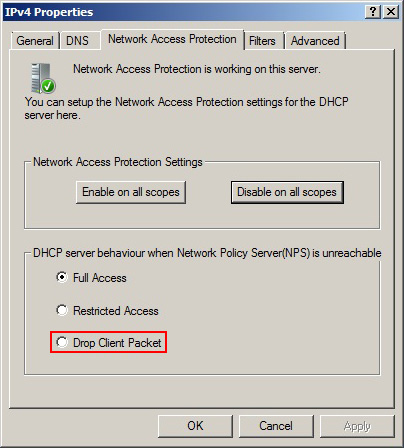 IPv4 Properties
General DNS Network Access Protection Filters Advanced
Network Access Protection is working on this server.
You can setup the Network Access Protection settings for the DHCP
server here.
Network Access Protection Settings
Enable on all scopes Disable on all scopes
DHCP server behaviour when Network Policy Server(NPS) is unreachable
Full Access
Restricted Access
Drop Client Packet
OK Cancel Apply